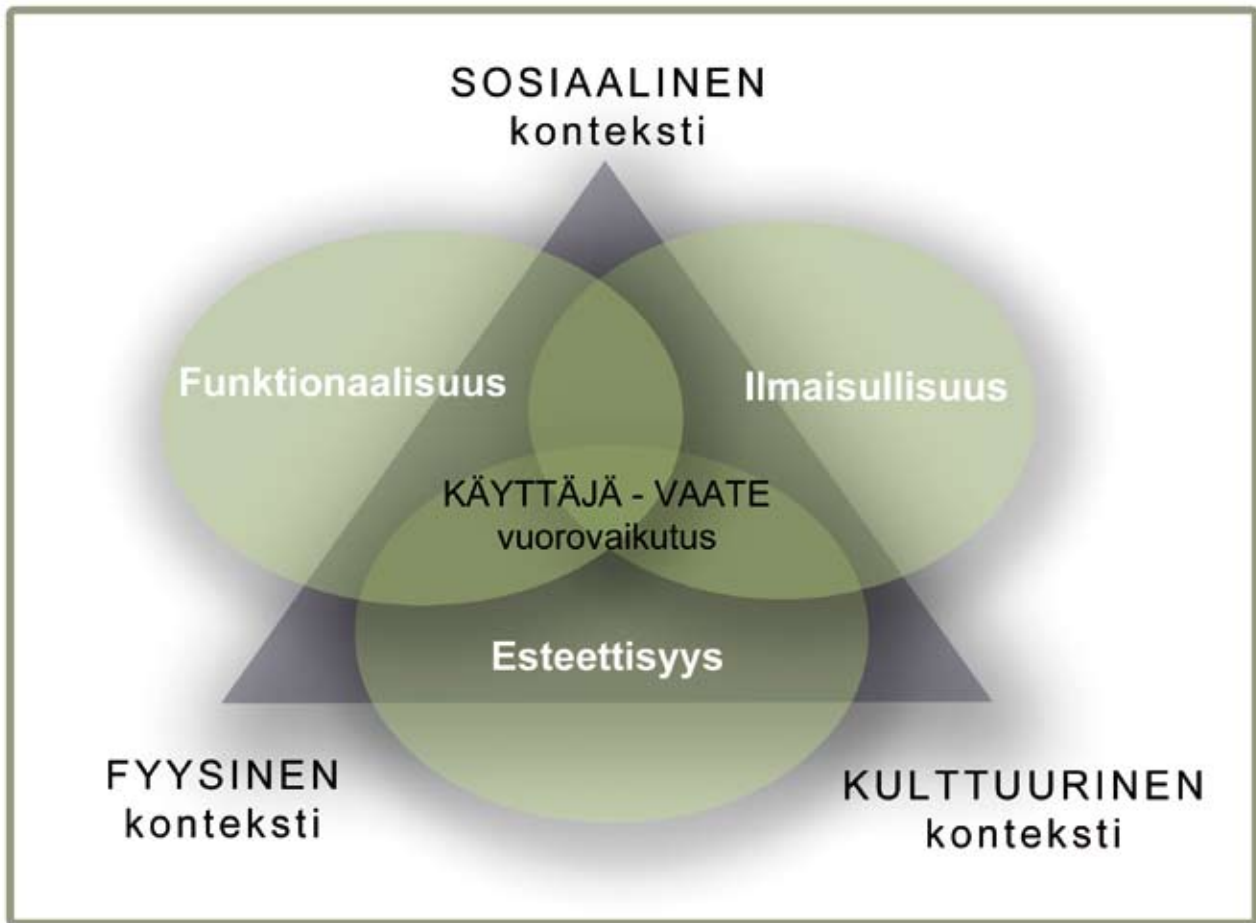 SOSIAALINEN
konteksti
Funktionaalisuus
Ilmaisullisuus
KÄYTTÄJÄ - VAATE
vuorovaikutus
Esteettisyys
FYYSINEN
konteksti
KULTTUURINEN
konteksti